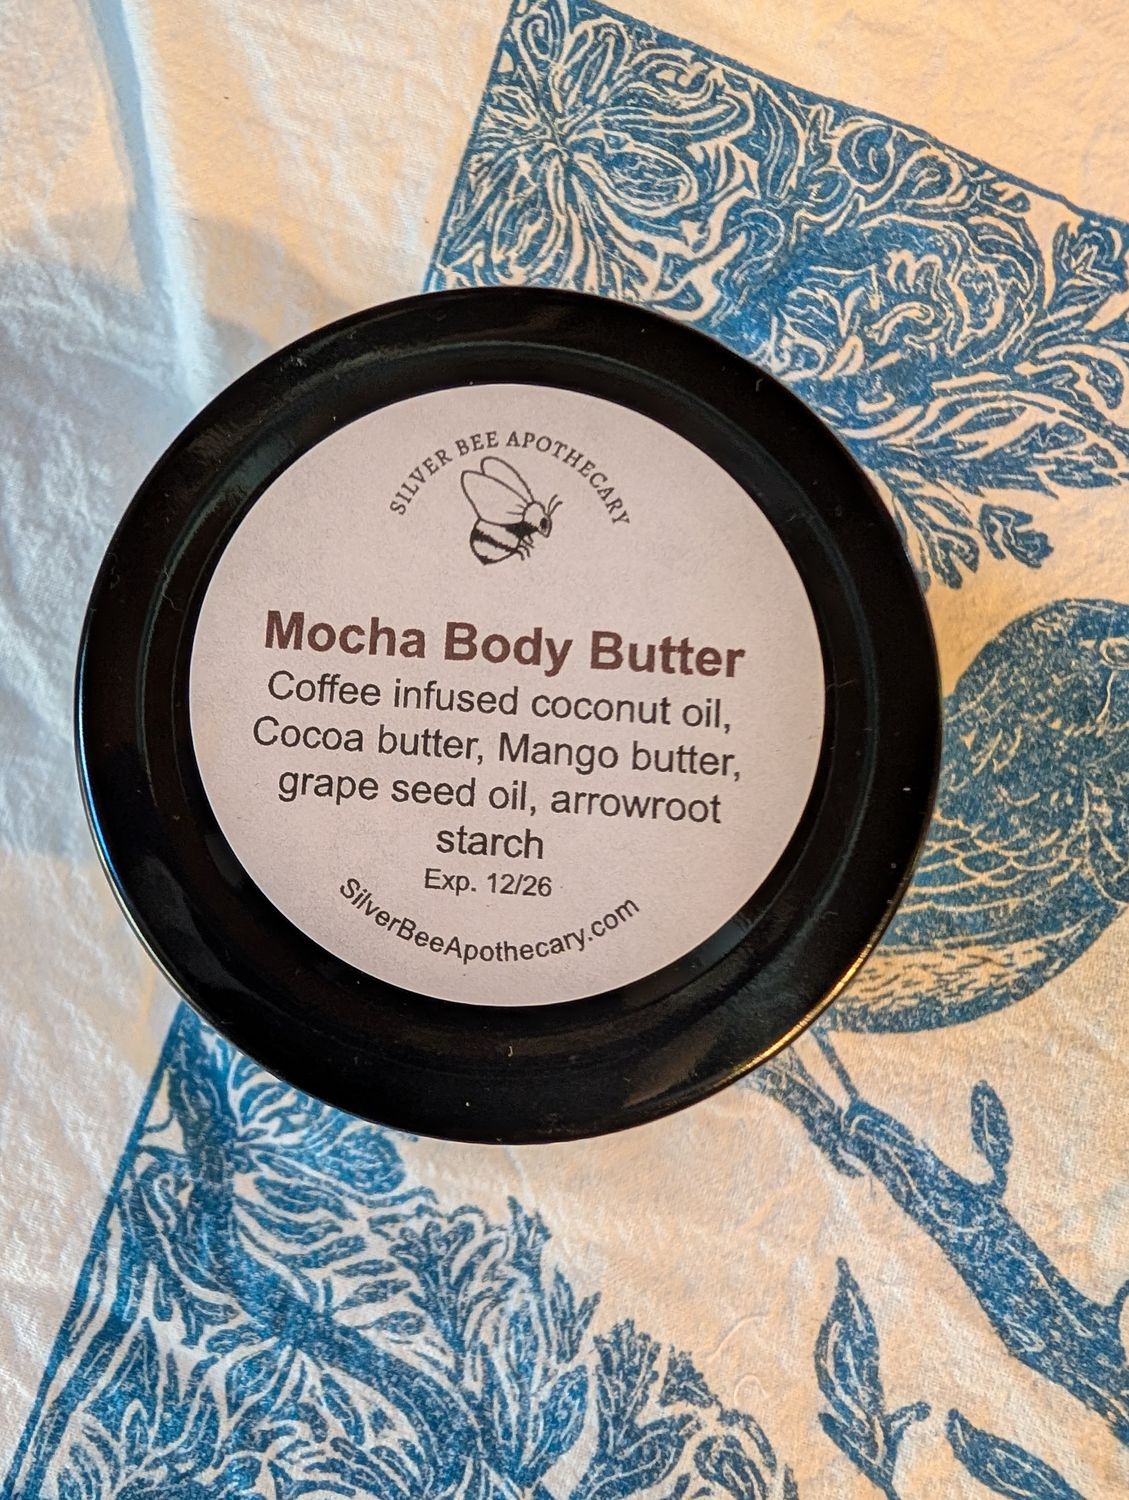 SILVER BEE APOTHECARY
Mocha Body Butter
Coffee infused coconut oil,
Cocoa butter, Mango butter,
grape seed oil, arrowroot
starch
Exp. 12/26
SilverBeeApothecary.com